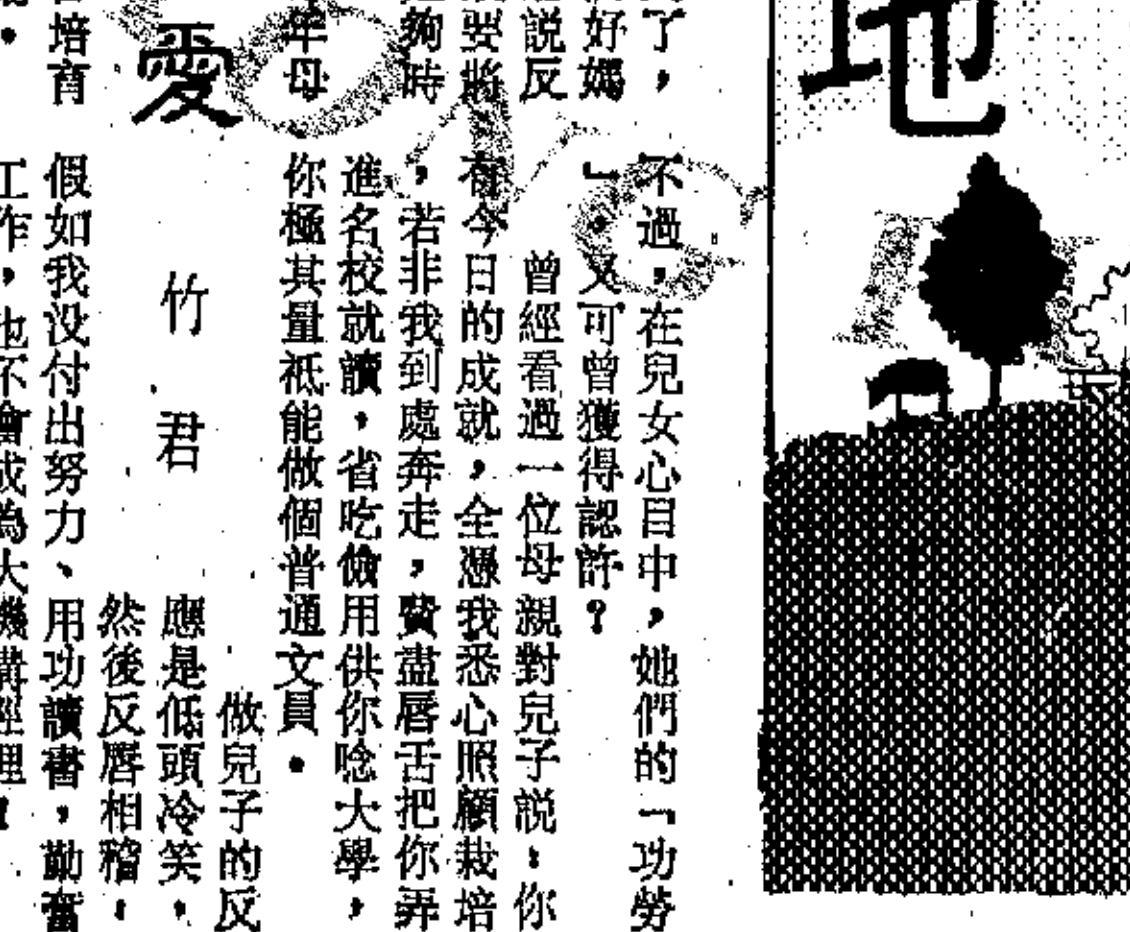 地
了，
好媽
說反
要將
夠時
年母
愛
竹君
培育
不過，在兒女心目中，她們的「功勞
」，又可曾獲得認許？
曾經看過一位母親對兒子說：你
有今日的成就，全憑我悉心照顧栽培
，若非我到處奔走，費盡唇舌把你弄
進名校就讀，省吃儉用供你唸大學，
你極其量祇能做個普通文員。
做兒子的反
應是低頭冷笑，
然後反唇相稽：
假如我没付出努力、用功讀書，勤奮
工作，也不會成為大機構經理！